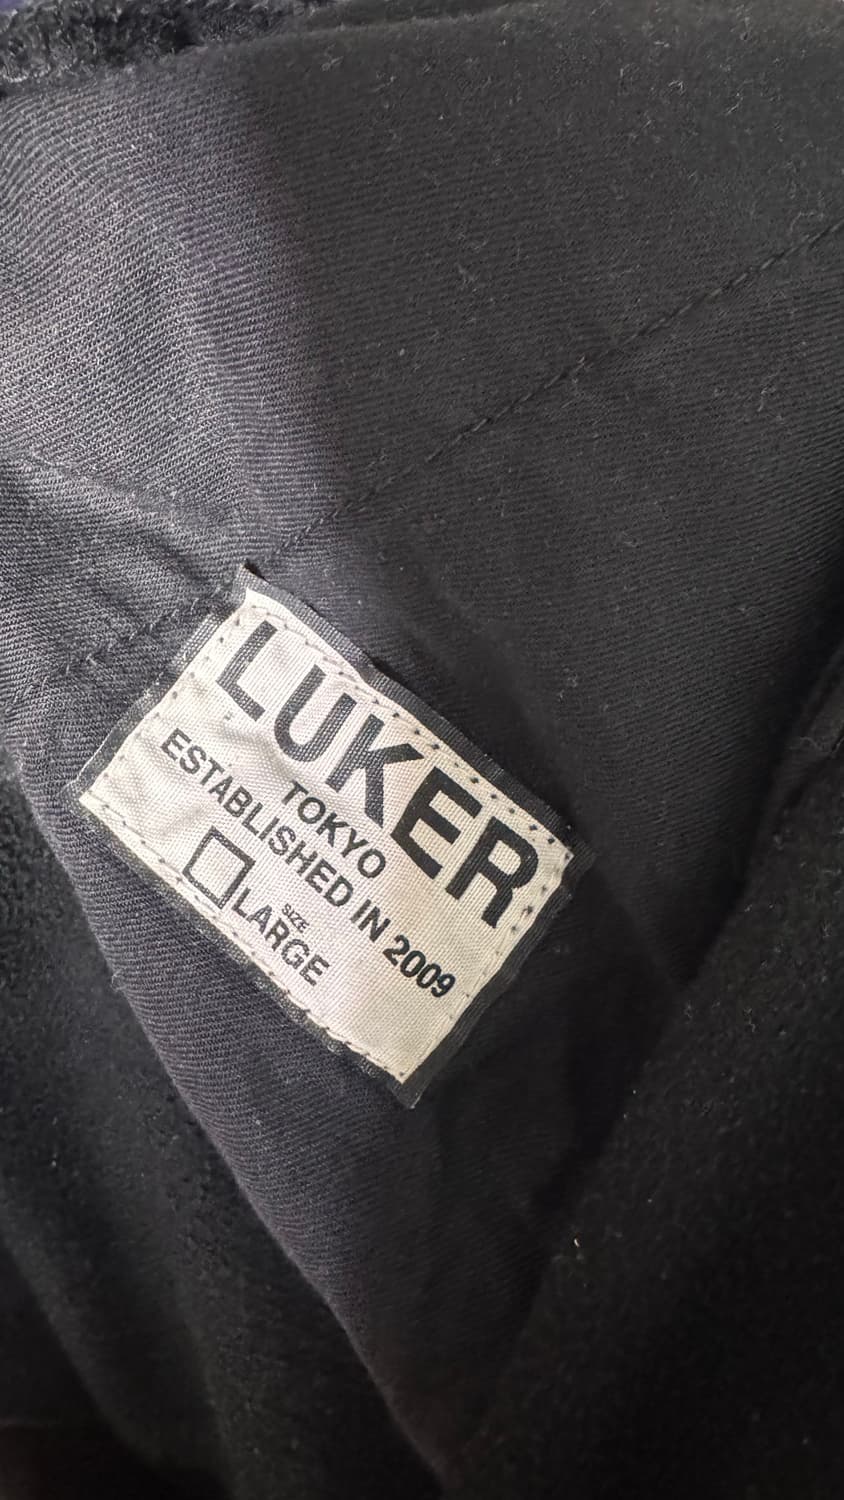 LUKER
TOKYO
ESTABLISHED IN 2009
SIZE
LARGE